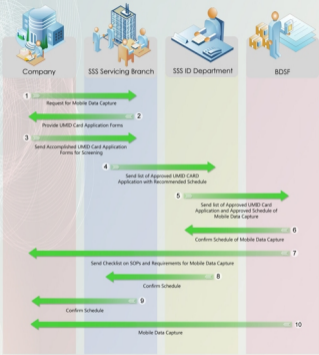 Company
SSS Servicing Branch
SSS ID Department
BDSF
1
Request for Mobile Data Capture
2
Provide UMID Card Application Forms
3
Send Accomplished UMID Card Application
Forms for Screening
4
Send list of Approved UMID CARD
Application with Recommended Schedule
5
Send list of Approved UMID Card
Application and Approved Schedule of
Mobile Data Capture
6
Confirm Schedule of Mobile Data Capture
7
Send Checklist on SOPs and Requirements for Mobile Data Capture
8
Confirm Schedule
9
Confirm Schedule
10
Mobile Data Capture